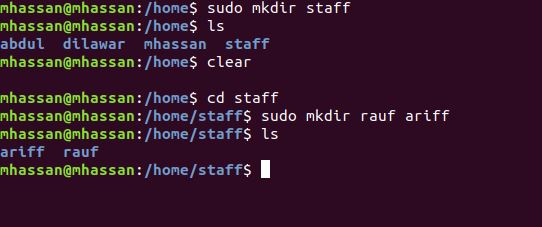 mhassan@mhassan:/home$ sudo mkdir staff
mhassan@mhassan:/home$ ls
abdul  dilawar  mhassan  staff
mhassan@mhassan:/home$ clear

mhassan@mhassan:/home$ cd staff
mhassan@mhassan:/home/staff$ sudo mkdir rauf ariff
mhassan@mhassan:/home/staff$ ls
ariff  rauf
mhassan@mhassan:/home/staff$